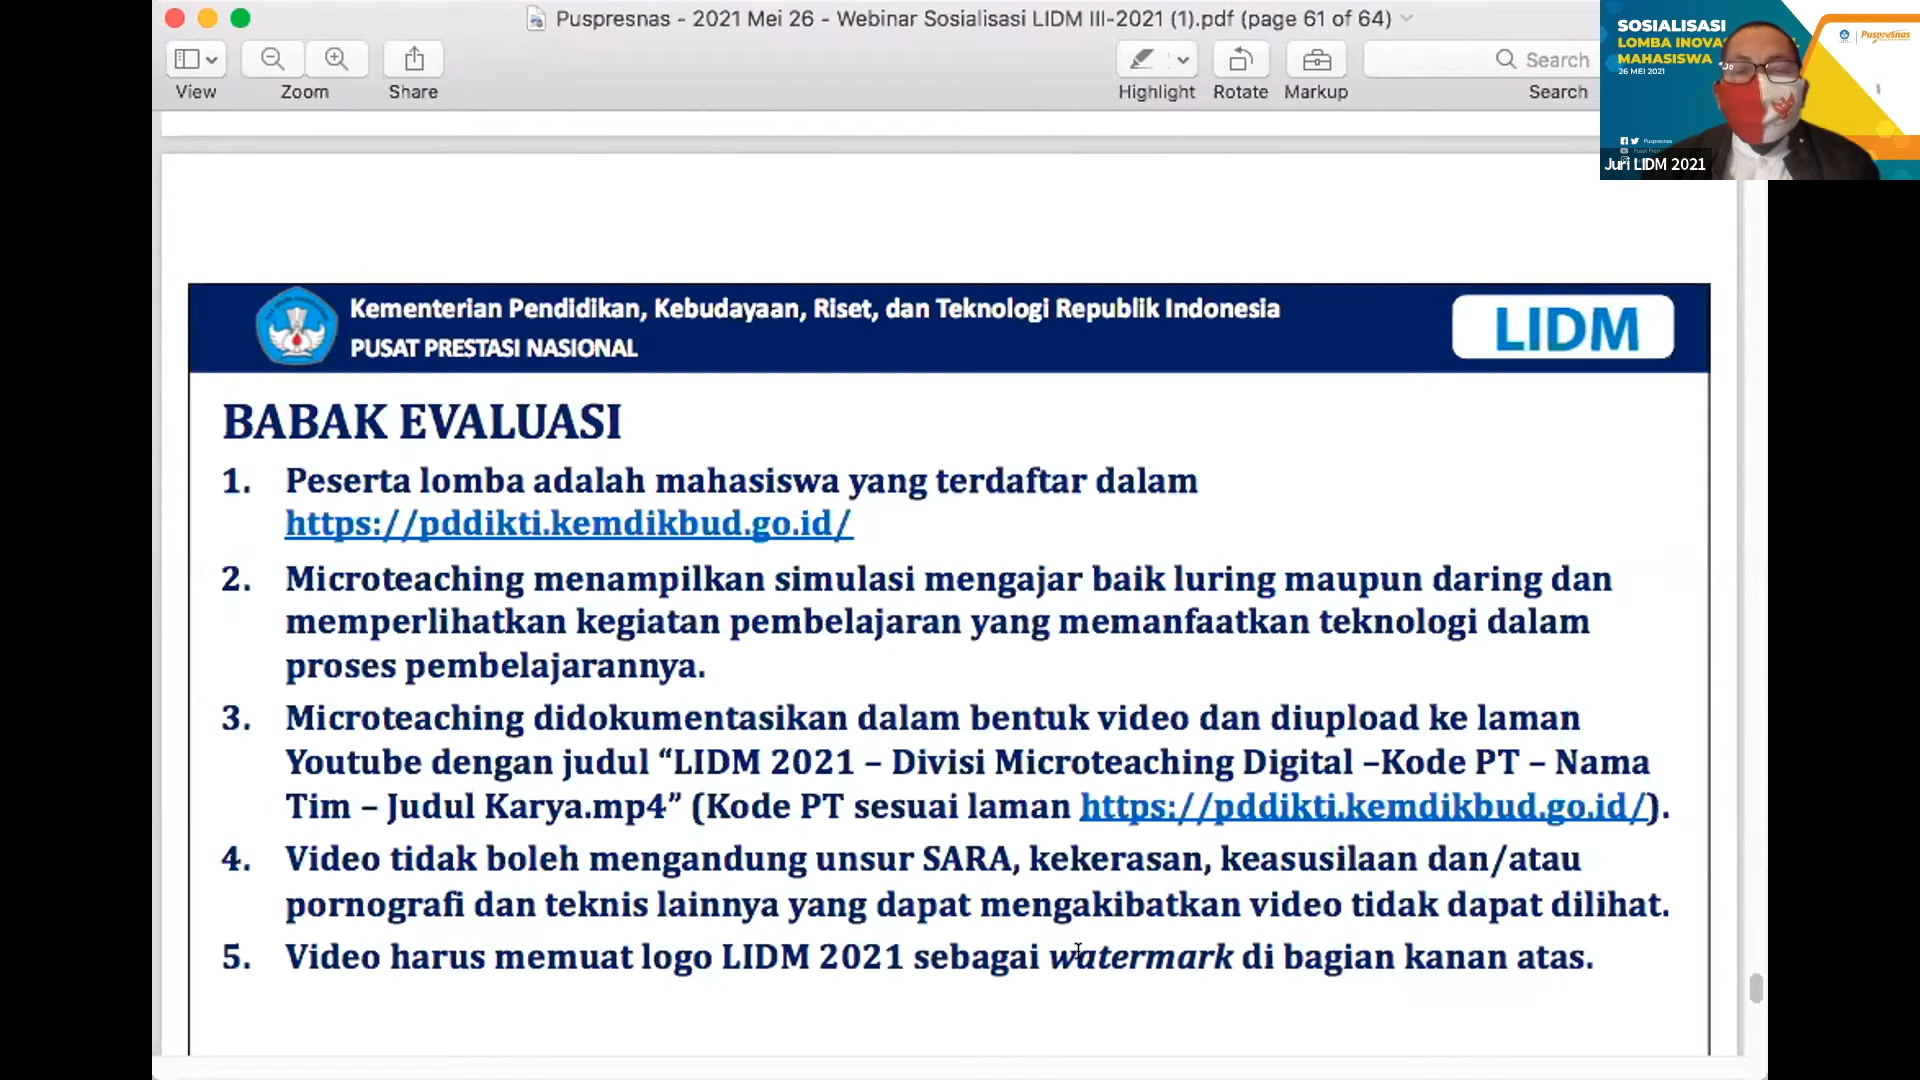 Puspresnas - 2021 Mei 26 - Webinar Sosialisasi LIDM III-2021 (1).pdf (page 61 of 64)
View
Zoom
Share
Highlight
Rotate
Markup
Search
Search
SOSIALISASI
LOMBA INOVA
MAHASISWA
26 MEI 2021
Puspresnas
Puspresnas
Juri LIDM 2021
Kementerian Pendidikan, Kebudayaan, Riset, dan Teknologi Republik Indonesia
PUSAT PRESTASI NASIONAL
LIDM
BABAK EVALUASI
1. Peserta lomba adalah mahasiswa yang terdaftar dalam
https://pddikti.kemdikbud.go.id/
2. Microteaching menampilkan simulasi mengajar baik luring maupun daring dan
memperlihatkan kegiatan pembelajaran yang memanfaatkan teknologi dalam
proses pembelajarannya.
3. Microteaching didokumentasikan dalam bentuk video dan diupload ke laman
Youtube dengan judul “LIDM 2021 – Divisi Microteaching Digital –Kode PT – Nama
Tim – Judul Karya.mp4” (Kode PT sesuai laman https://pddikti.kemdikbud.go.id/).
4. Video tidak boleh mengandung unsur SARA, kekerasan, keasusilaan dan/atau
pornografi dan teknis lainnya yang dapat mengakibatkan video tidak dapat dilihat.
5. Video harus memuat logo LIDM 2021 sebagai watermark di bagian kanan atas.